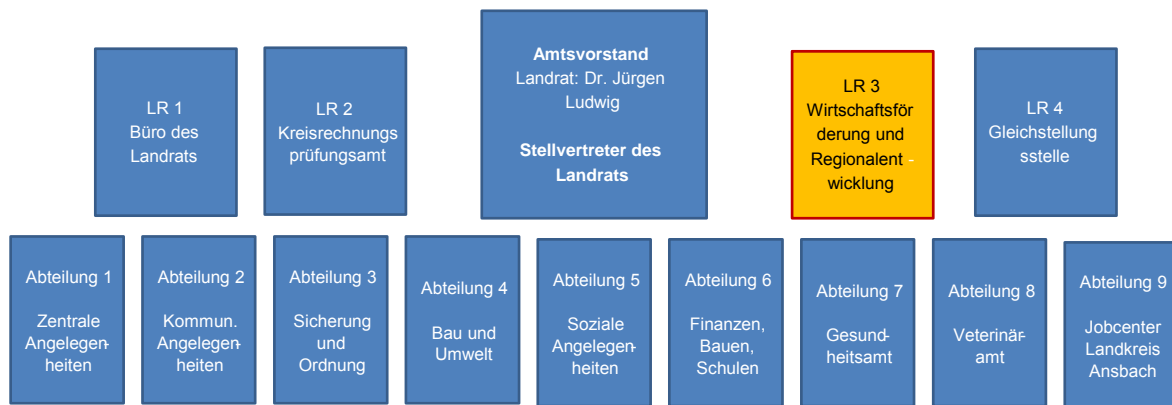 LR 1
Büro des
Landrats
LR 2
Kreisrechnungs
prüfungsamt
Amtsvorstand
Landrat: Dr. Jürgen
Ludwig
Stellvertreter des
Landrats
LR 3
Wirtschaftsför
derung und
Regionalent -
wicklung
LR 4
Gleichstellung
sstelle
Abteilung 1
Zentrale
Angelegen-
heiten
Abteilung 2
Kommun.
Angelegen-
heiten
Abteilung 3
Sicherung
und
Ordnung
Abteilung 4
Bau und
Umwelt
Abteilung 5
Soziale
Angelegen-
heiten
Abteilung 6
Finanzen,
Bauen,
Schulen
Abteilung 7
Gesund-
heitsamt
Abteilung 8
Veterinär-
amt
Abteilung 9
Jobcenter
Landkreis
Ansbach